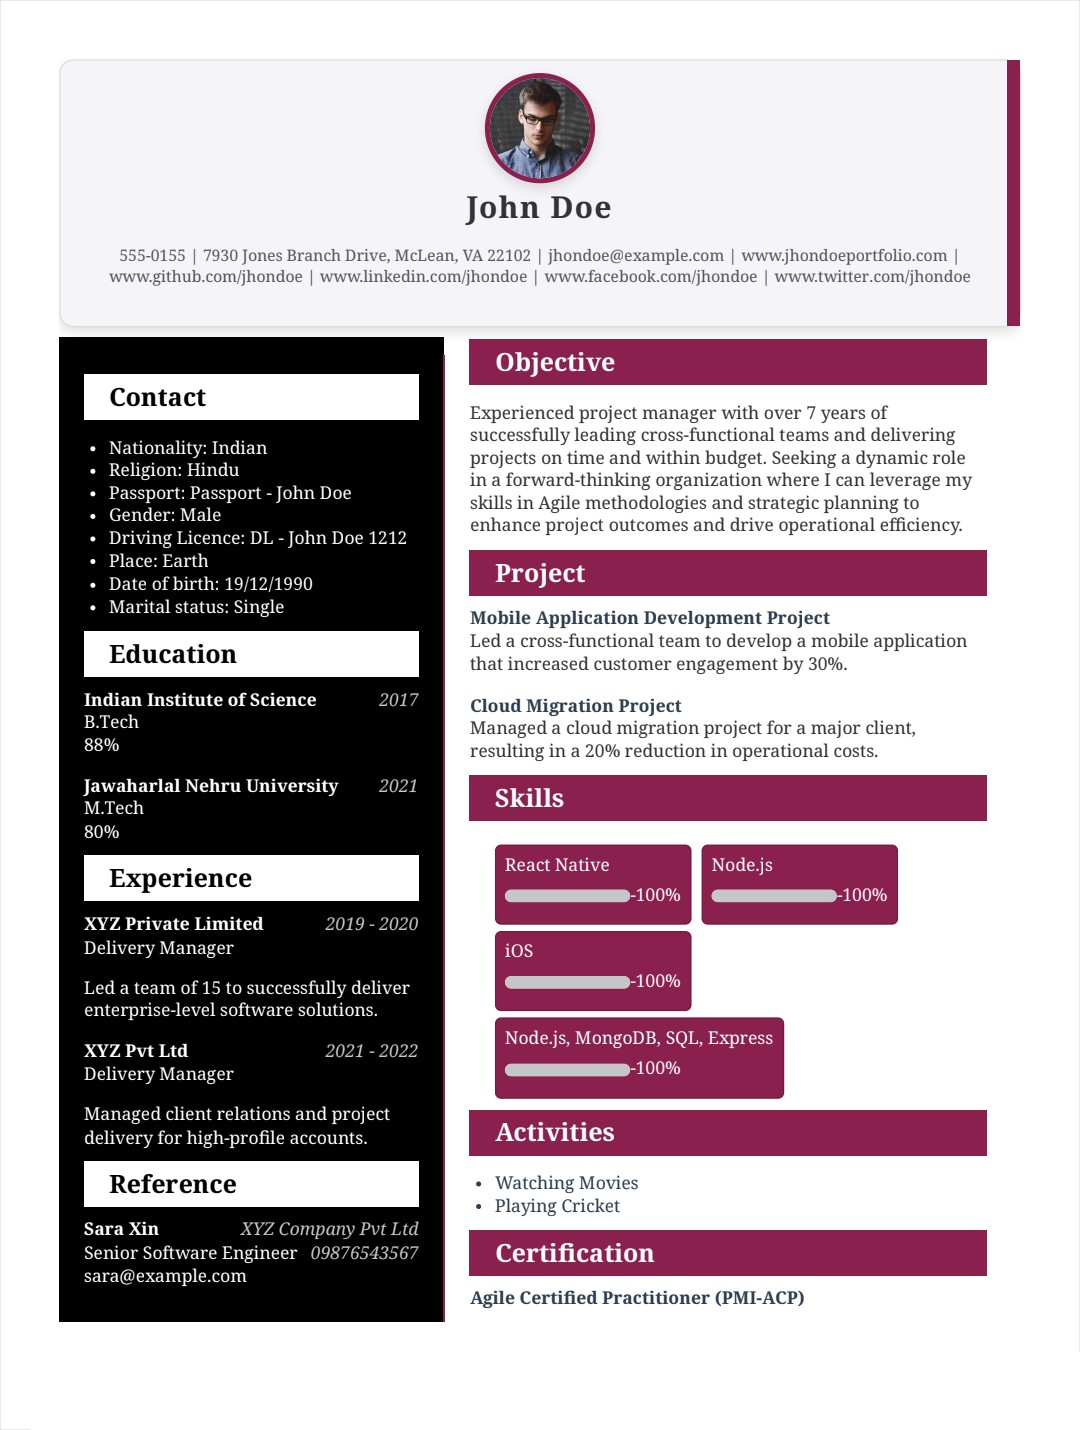 John Doe
555-0155 | 7930 Jones Branch Drive, McLean, VA 22102 | jhondoe@example.com | www.jhondoeportfolio.com |
www.github.com/jhondoe | www.linkedin.com/jhondoe | www.facebook.com/jhondoe | www.twitter.com/jhondoe
Contact
• Nationality: Indian
• Religion: Hindu
• Passport: Passport - John Doe
• Gender: Male
• Driving Licence: DL - John Doe 1212
• Place: Earth
• Date of birth: 19/12/1990
• Marital status: Single
Education
Indian Institute of Science 2017
B.Tech
88%
Jawaharlal Nehru University 2021
M.Tech
80%
Experience
XYZ Private Limited 2019 - 2020
Delivery Manager
Led a team of 15 to successfully deliver
enterprise-level software solutions.
XYZ Pvt Ltd 2021 - 2022
Delivery Manager
Managed client relations and project
delivery for high-profile accounts.
Reference
Sara Xin XYZ Company Pvt Ltd
Senior Software Engineer 09876543567
sara@example.com
Objective
Experienced project manager with over 7 years of
successfully leading cross-functional teams and delivering
projects on time and within budget. Seeking a dynamic role
in a forward-thinking organization where I can leverage my
skills in Agile methodologies and strategic planning to
enhance project outcomes and drive operational efficiency.
Project
Mobile Application Development Project
Led a cross-functional team to develop a mobile application
that increased customer engagement by 30%.
Cloud Migration Project
Managed a cloud migration project for a major client,
resulting in a 20% reduction in operational costs.
Skills
React Native
-100%
Node.js
-100%
iOS
-100%
Node.js, MongoDB, SQL, Express
-100%
Activities
• Watching Movies
• Playing Cricket
Certification
Agile Certified Practitioner (PMI-ACP)